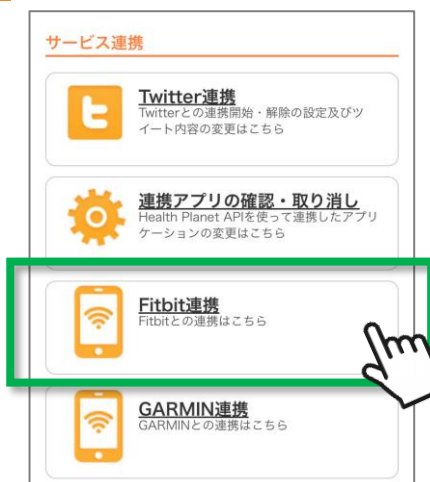 サービス連携
Twitter連携
Twitterとの連携開始・解除の設定及びツ
イート内容の変更はこちら
連携アプリの確認・取り消し
Health Planet APIを使って連携したアプリ
ケーションの変更はこちら
Fitbit連携
Fitbitとの連携はこちら
GARMIN連携
GARMINとの連携はこちら